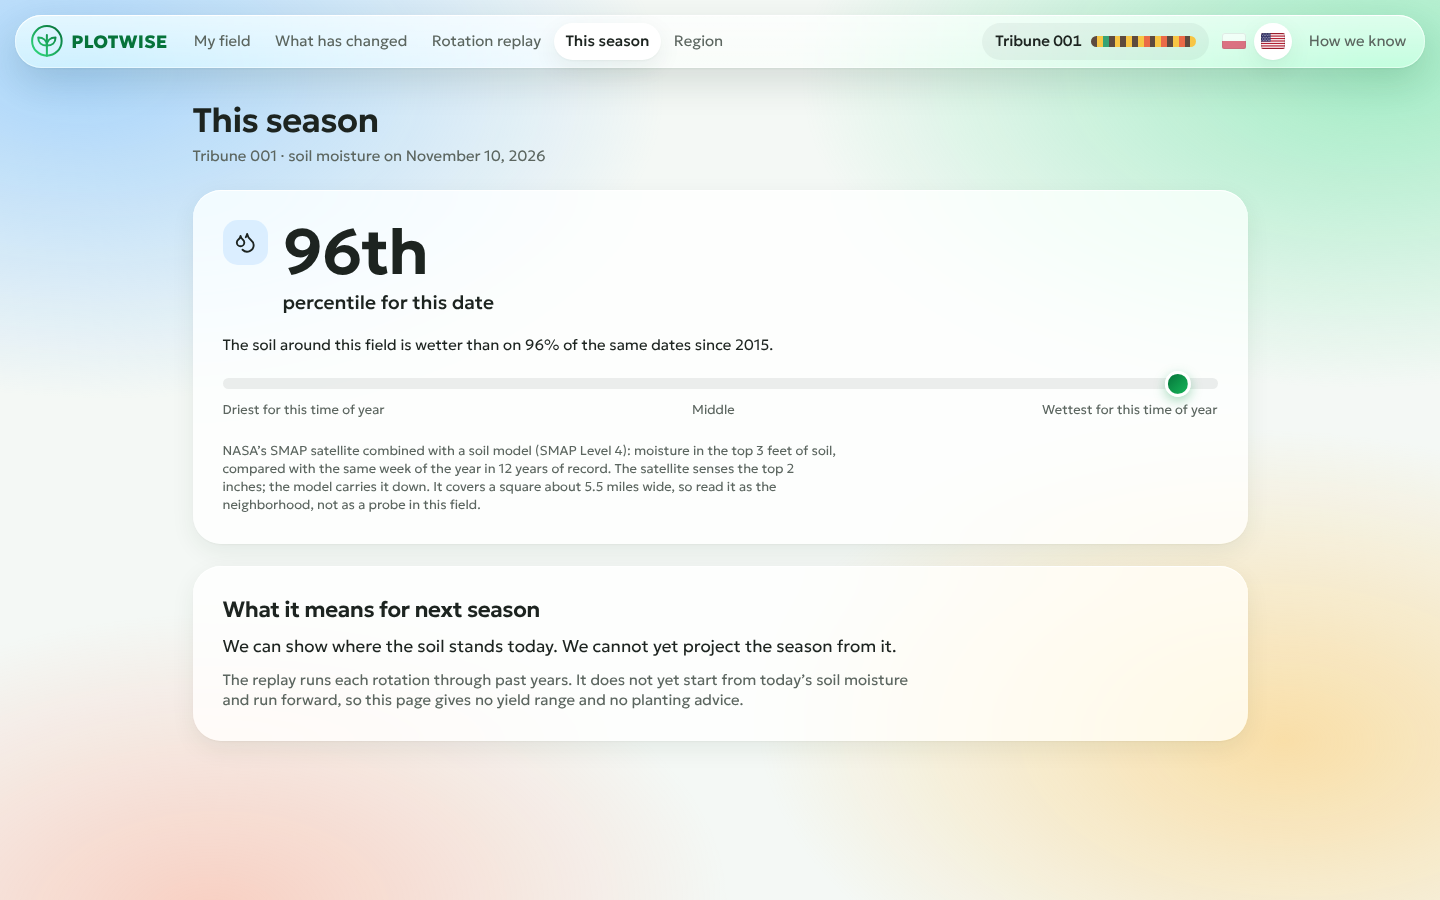 PLOTWISE
My field
What has changed
Rotation replay
This season
Region
Tribune 001
How we know
This season
Tribune 001 · soil moisture on November 10, 2026
96th
percentile for this date
The soil around this field is wetter than on 96% of the same dates since 2015.
Driest for this time of year
Middle
Wettest for this time of year
NASA’s SMAP satellite combined with a soil model (SMAP Level 4): moisture in the top 3 feet of soil,
compared with the same week of the year in 12 years of record. The satellite senses the top 2
inches; the model carries it down. It covers a square about 5.5 miles wide, so read it as the
neighborhood, not as a probe in this field.
What it means for next season
We can show where the soil stands today. We cannot yet project the season from it.
The replay runs each rotation through past years. It does not yet start from today’s soil moisture
and run forward, so this page gives no yield range and no planting advice.